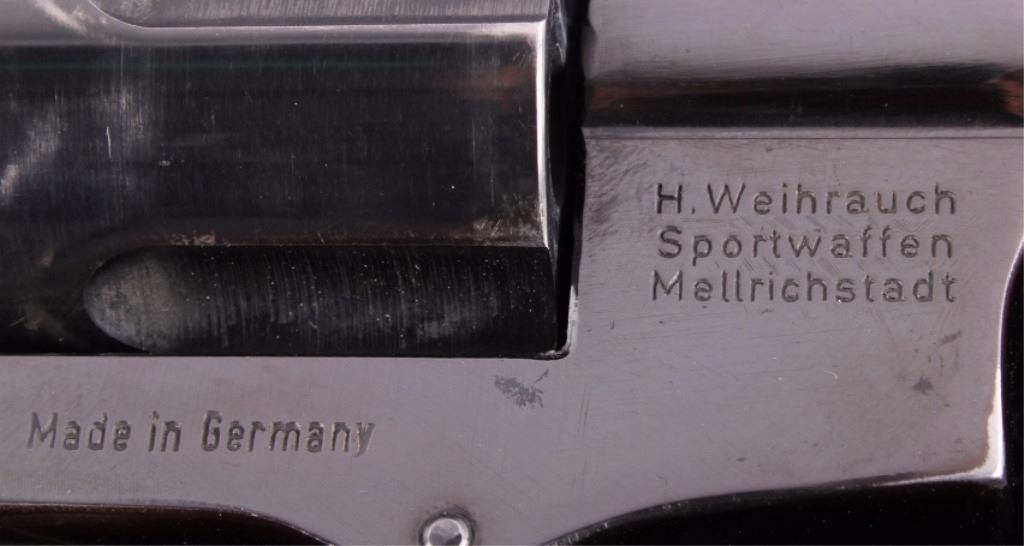 H. Weihrauch
Sportwaffen
Mellrichstadt
Made in Germany